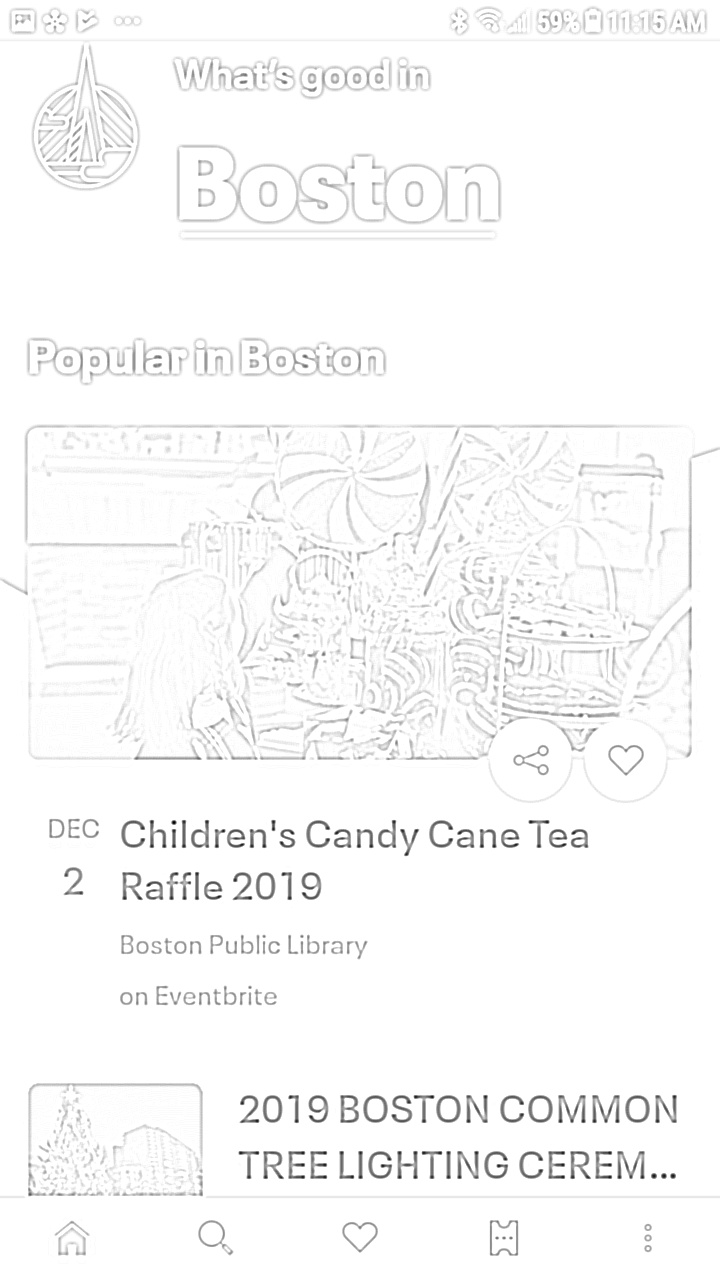 59% 11:15 AM
What's good in
Boston
Popular in Boston
DEC
2
Children's Candy Cane Tea
Raffle 2019
Boston Public Library
on Eventbrite
2019 BOSTON COMMON
TREE LIGHTING CEREM...